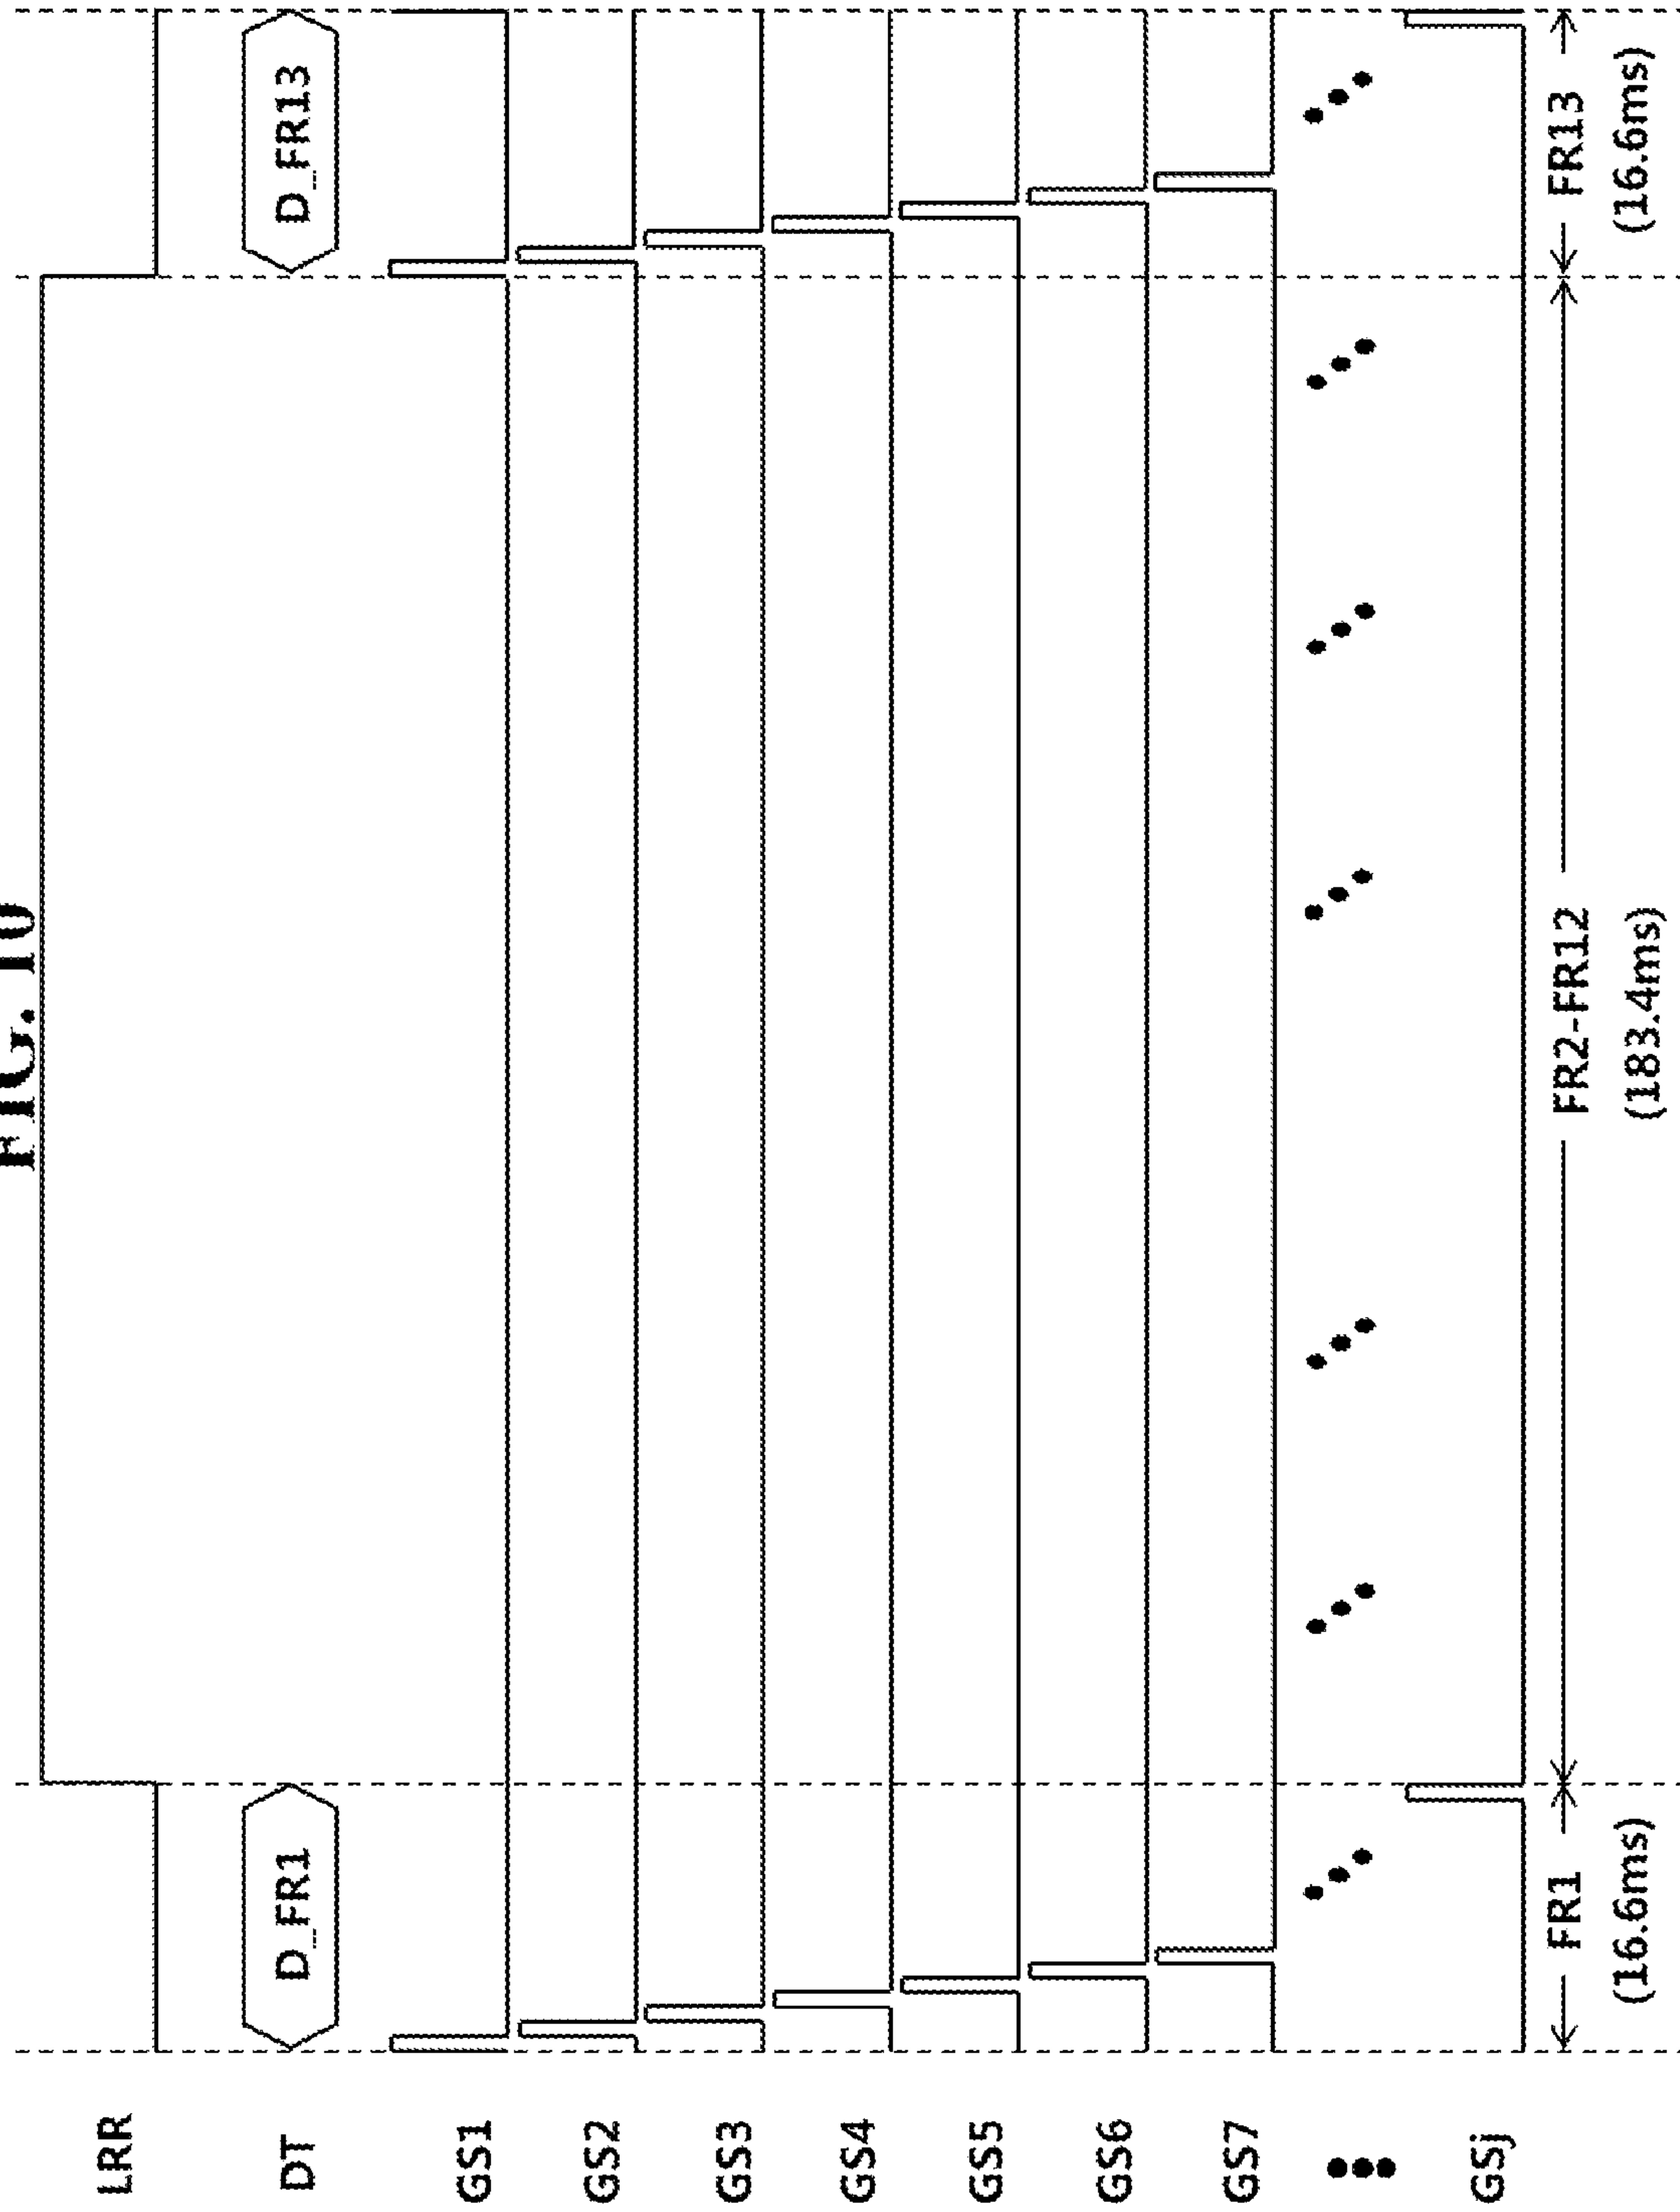 FIG. 10
LRR
DT
D_FR1
D_FR13
GS1
GS2
GS3
GS4
GS5
GS6
GS7
GSj
FR1
FR2-FR12
FR13
(16.6ms)
(183.4ms)
(16.6ms)